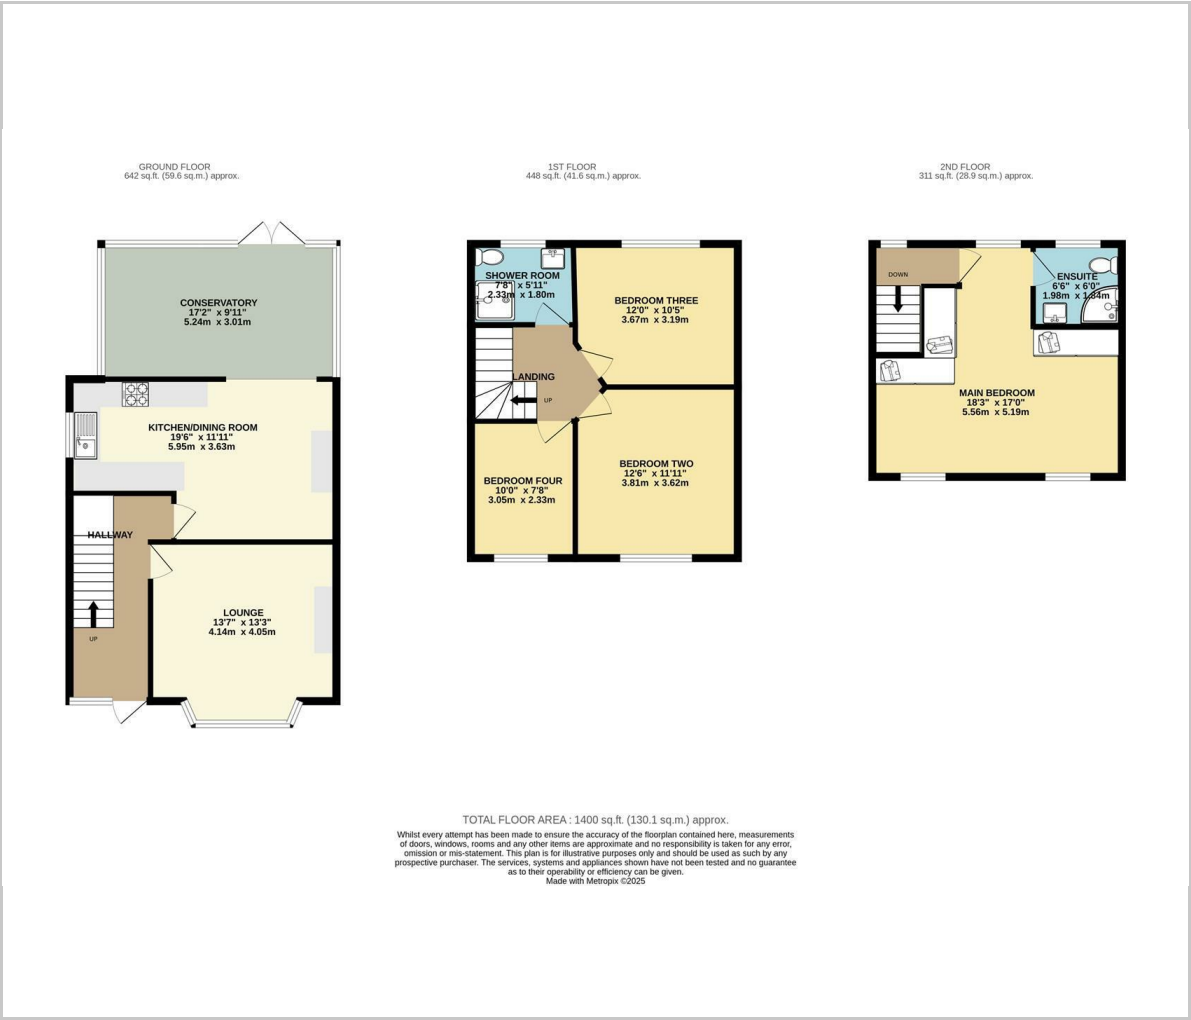 GROUND FLOOR
642 sq.ft. (59.6 sq.m.) approx.
1ST FLOOR
448 sq.ft. (41.6 sq.m.) approx.
2ND FLOOR
311 sq.ft. (28.9 sq.m.) approx.
CONSERVATORY
17'2" x 9'11"
5.24m x 3.01m
KITCHEN/DINING ROOM
19'6" x 11'11"
5.95m x 3.63m
HALLWAY
UP
LOUNGE
13'7" x 13'3"
4.14m x 4.05m
SHOWER ROOM
7'8" x 5'11"
2.33m x 1.80m
BEDROOM THREE
12'0" x 10'5"
3.67m x 3.19m
LANDING
UP
BEDROOM FOUR
10'0" x 7'8"
3.05m x 2.33m
BEDROOM TWO
12'6" x 11'11"
3.81m x 3.62m
DOWN
ENSUITE
6'6" x 6'0"
1.98m x 1.84m
MAIN BEDROOM
18'3" x 17'0"
5.56m x 5.19m
TOTAL FLOOR AREA : 1400 sq.ft. (130.1 sq.m.) approx.
Whilst every attempt has been made to ensure the accuracy of the floorplan contained here, measurements
of doors, windows, rooms and any other items are approximate and no responsibility is taken for any error,
omission or mis-statement. This plan is for illustrative purposes only and should be used as such by any
prospective purchaser. The services, systems and appliances shown have not been tested and no guarantee
as to their operability or efficiency can be given.
Made with Metropix ©2025